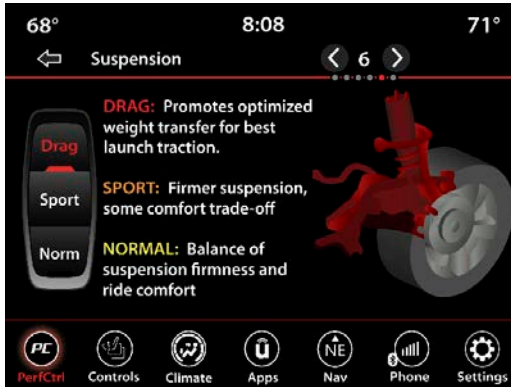 68°
8:08
71°
Suspension
6
DRAG: Promotes optimized
weight transfer for best
launch traction.
SPORT: Firmer suspension,
some comfort trade-off
NORMAL: Balance of
suspension firmness and
ride comfort
Drag
Sport
Norm
PC
PerfCtrl
Controls
Climate
û
Apps
NE
Nav
Phone
Settings